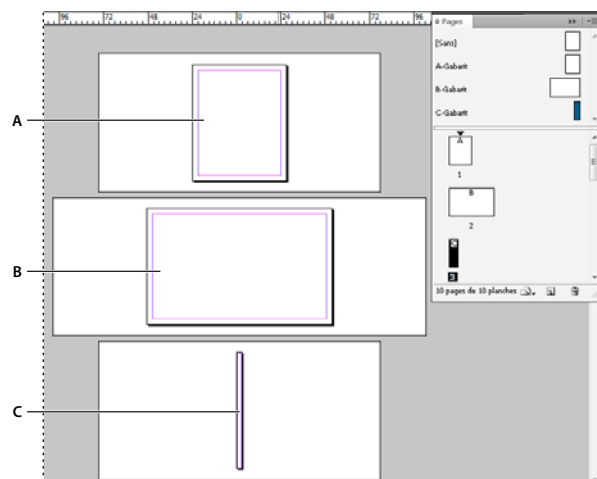 96 72 48 24 0 24 48 72 96
Pages
[Sans]
A-Gabarit
B-Gabarit
C-Gabarit
A
1
B
2
C
3
10 pages de 10 planches
A
B
C